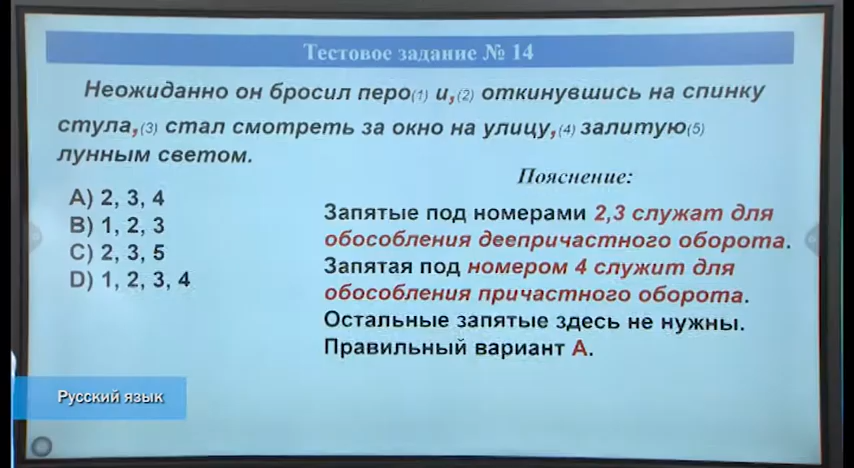 Тестовое задание № 14
Неожиданно он бросил перо(1) и,(2) откинувшись на спинку
стула,(3) стал смотреть за окно на улицу,(4) залитую(5)
лунным светом.
Пояснение:
A) 2, 3, 4
B) 1, 2, 3
C) 2, 3, 5
D) 1, 2, 3, 4
Запятые под номерами 2,3 служат для
обособления деепричастного оборота.
Запятая под номером 4 служит для
обособления причастного оборота.
Остальные запятые здесь не нужны.
Правильный вариант А.
Русский язык